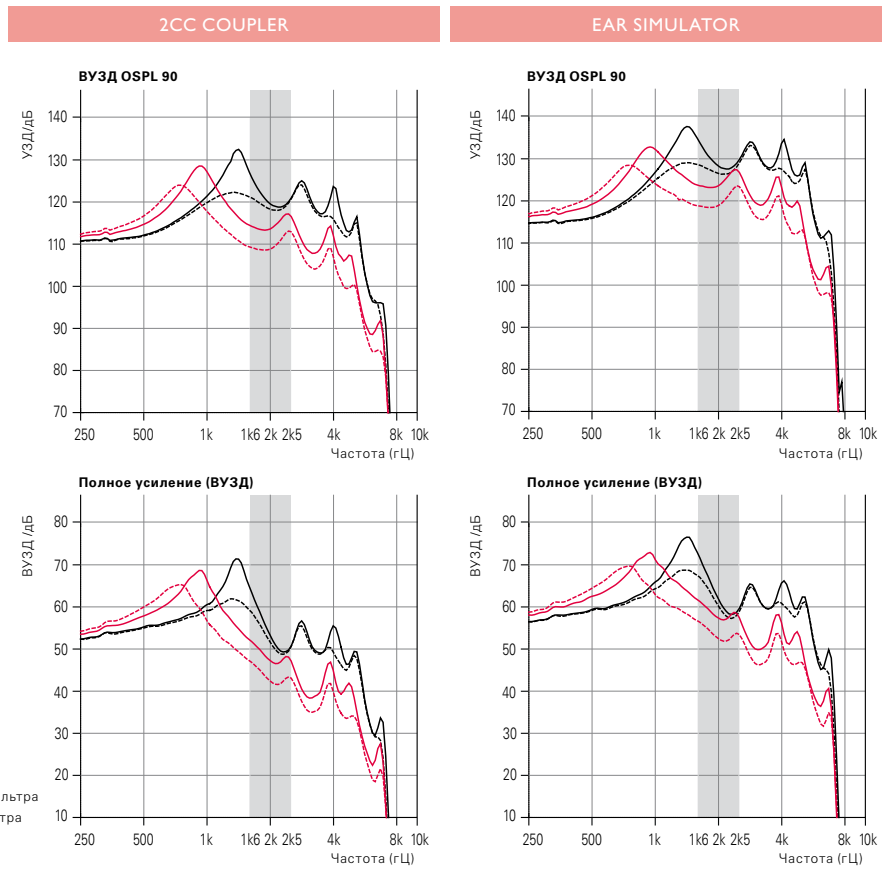 2CC COUPLER
EAR SIMULATOR
ВУЗД OSPL 90
УЗД/дБ
140
130
120
110
100
90
80
70
250 500 1k 1k6 2k 2k5 4k 8k 10k
Частота (гЦ)
ВУЗД OSPL 90
УЗД/дБ
140
130
120
110
100
90
80
70
250 500 1k 1k6 2k 2k5 4k 8k 10k
Частота (гЦ)
Полное усиление (ВУЗД)
ВУЗД /дБ
80
70
60
50
40
30
20
10
250 500 1k 1k6 2k 2k5 4k 8k 10k
Частота (гЦ)
Полное усиление (ВУЗД)
ВУЗД/дБ
80
70
60
50
40
30
20
10
250 500 1k 1k6 2k 2k5 4k 8k 10k
Частота (гЦ)
льтра
тра